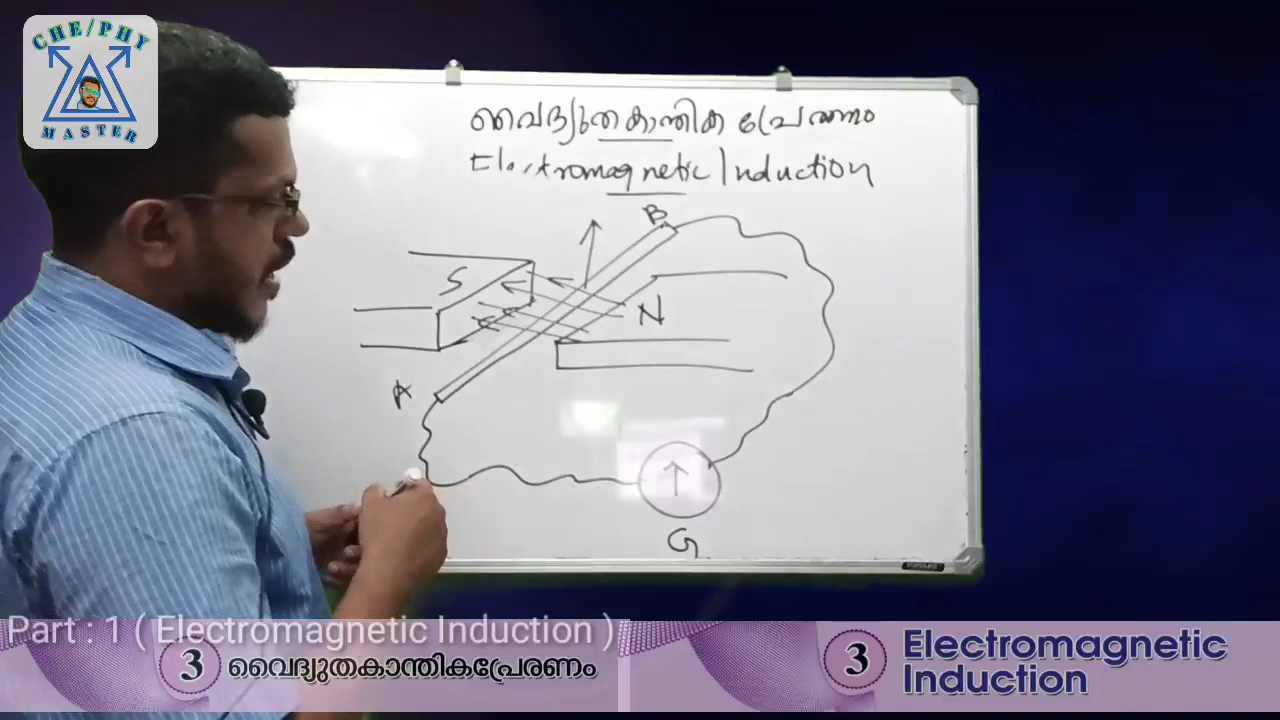 CHE/PHY
MASTER
വൈദ്യുതകാന്തിക പ്രേരണം
Electromagnetic Induction
B
S
N
A
G
Part : 1 ( Electromagnetic Induction )
3 വൈദ്യുതകാന്തികപ്രേരണം
3 Electromagnetic
Induction